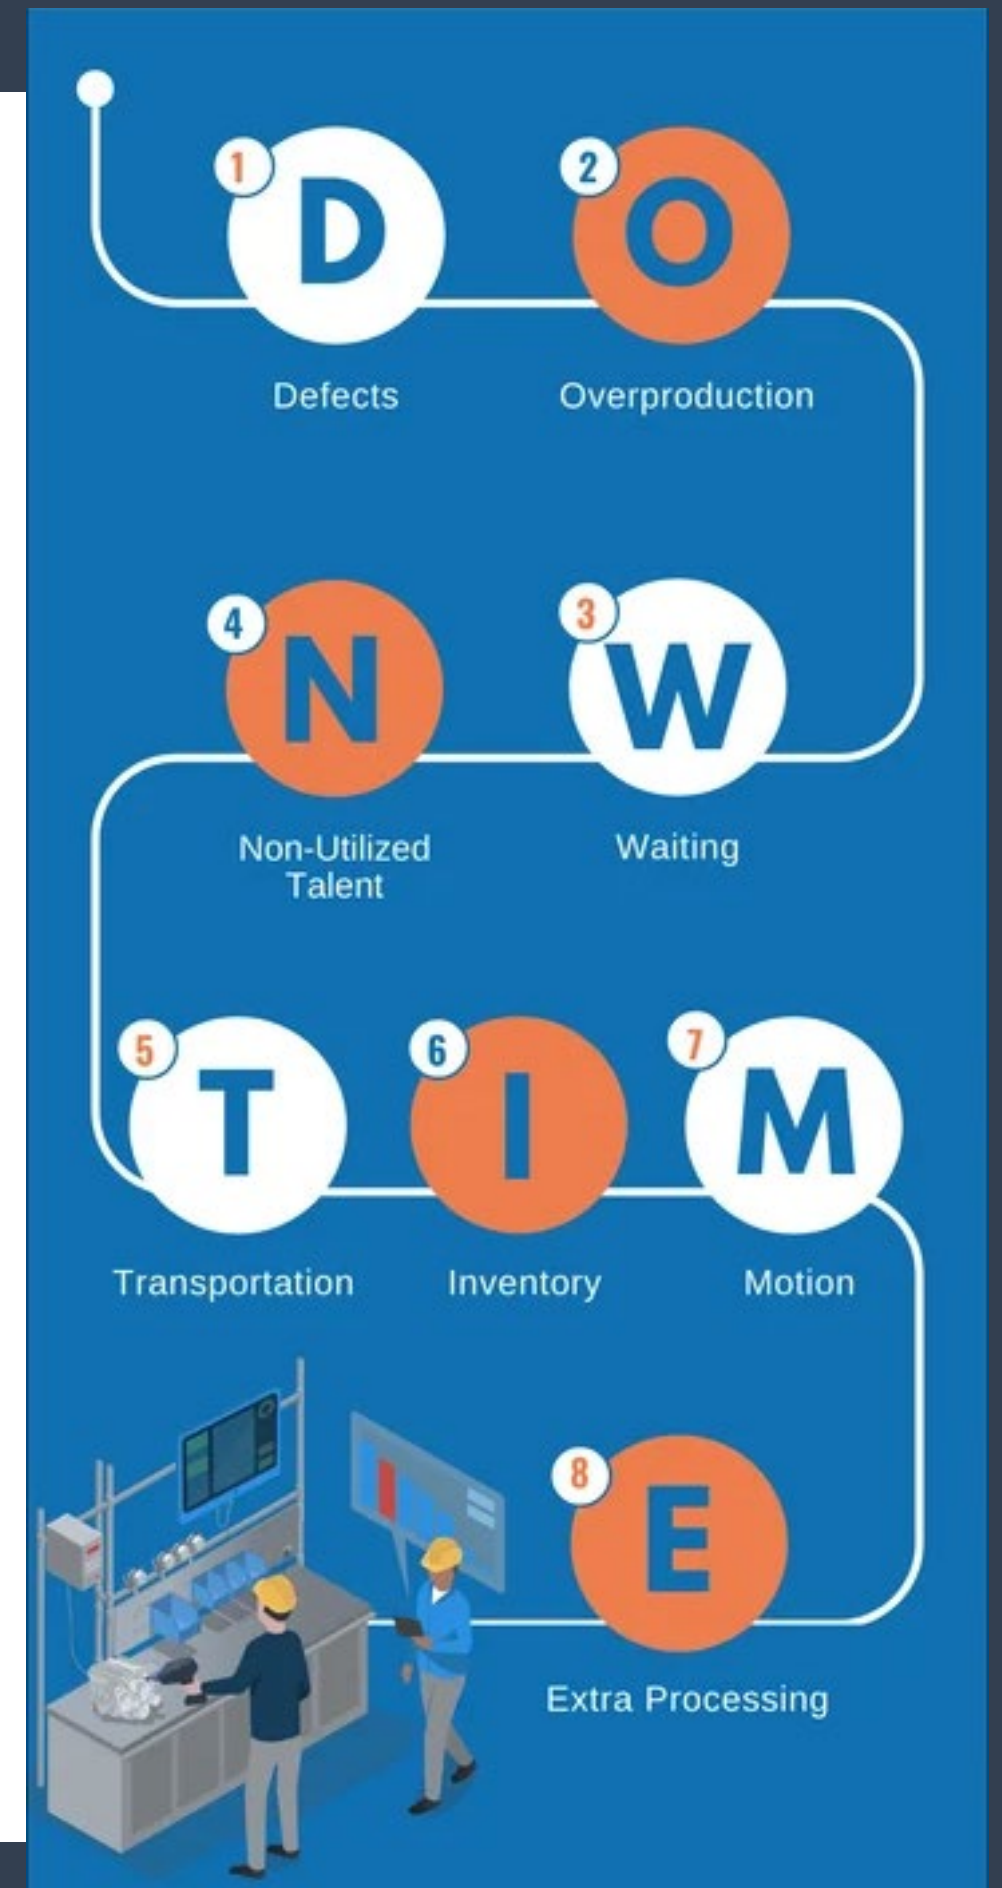 1
D
Defects
2
O
Overproduction
3
W
Waiting
4
N
Non-Utilized
Talent
5
T
Transportation
6
I
Inventory
7
M
Motion
8
E
Extra Processing